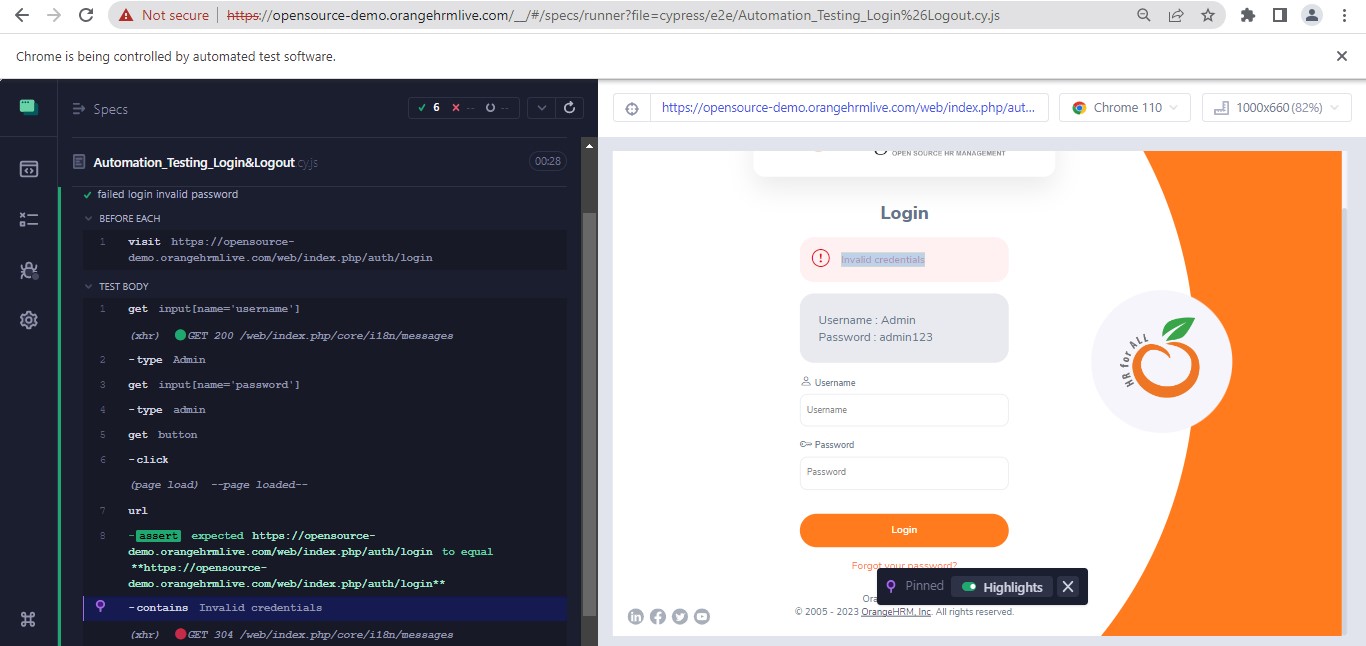 Not secure https://opensource-demo.orangehrmlive.com/__/#/specs/runner?file=cypress/e2e/Automation_Testing_Login%26Logout.cy.js
Chrome is being controlled by automated test software.
Specs
6 -- --
Automation_Testing_Login&Logout cy.js 00:28
failed login invalid password
BEFORE EACH
1 visit https://opensource-
demo.orangehrmlive.com/web/index.php/auth/login
TEST BODY
1 get input[name='username']
(xhr) GET 200 /web/index.php/core/i18n/messages
2 -type Admin
3 get input[name='password']
4 -type admin
5 get button
6 -click
(page load) --page loaded--
7 url
8 -assert expected https://opensource-
demo.orangehrmlive.com/web/index.php/auth/login to equal
**https://opensource-
demo.orangehrmlive.com/web/index.php/auth/login**
-contains Invalid credentials
(xhr) GET 304 /web/index.php/core/i18n/messages
https://opensource-demo.orangehrmlive.com/web/index.php/aut...
Chrome 110
1000x660 (82%)
OPEN SOURCE HR MANAGEMENT
Login
Invalid credentials
Username : Admin
Password : admin123
Username
Username
Password
Password
Login
Forgot your password?
Pinned Highlights
© 2005 - 2023 OrangeHRM, Inc. All rights reserved.
HR for ALL